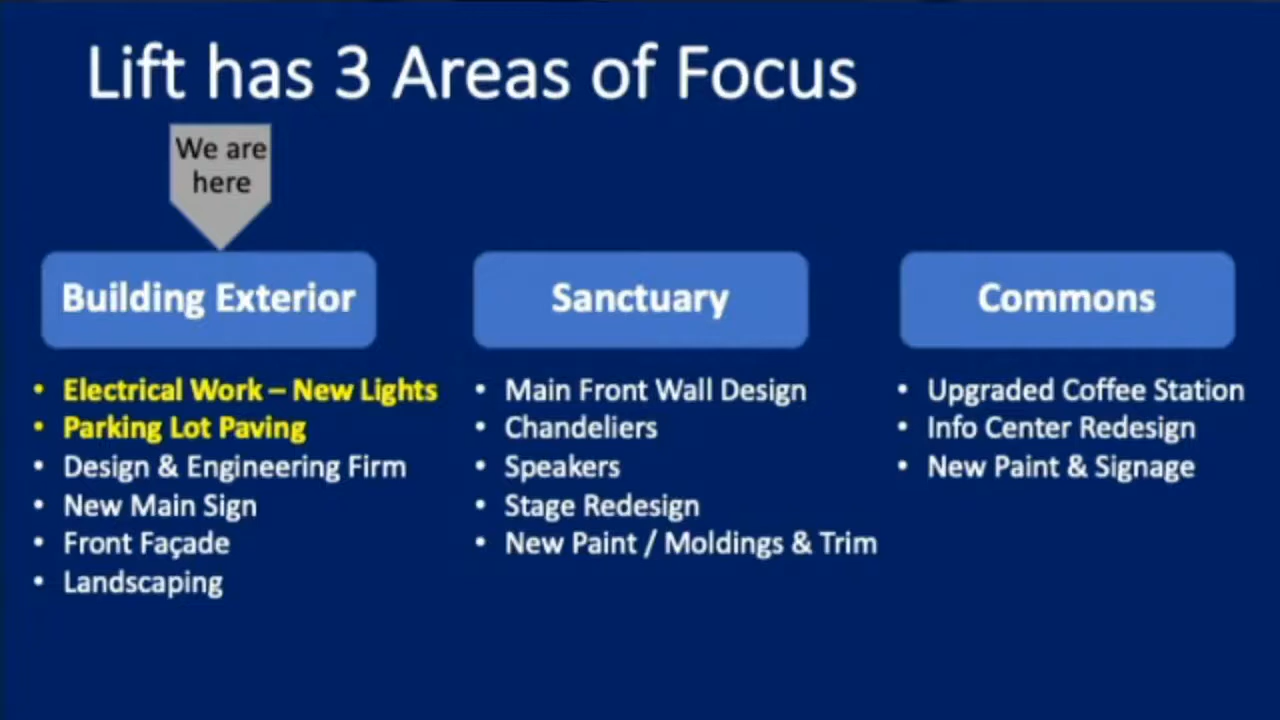 Lift has 3 Areas of Focus
We are
here
Building Exterior
• Electrical Work – New Lights
• Parking Lot Paving
• Design & Engineering Firm
• New Main Sign
• Front Façade
• Landscaping
Sanctuary
• Main Front Wall Design
• Chandeliers
• Speakers
• Stage Redesign
• New Paint / Moldings & Trim
Commons
• Upgraded Coffee Station
• Info Center Redesign
• New Paint & Signage